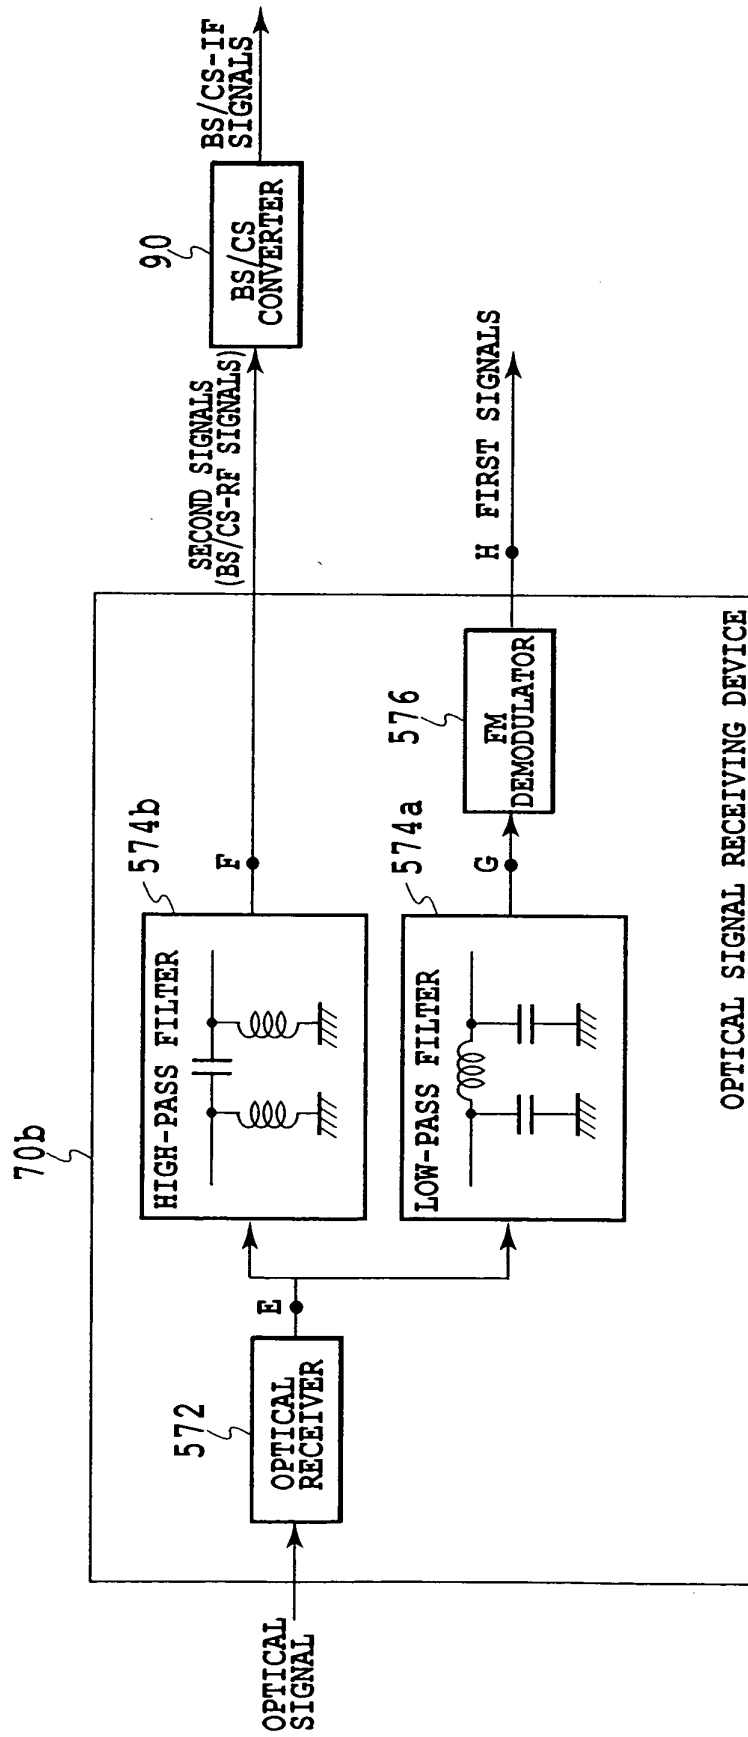 70b
OPTICAL
SIGNAL
572
OPTICAL
RECEIVER
E
HIGH-PASS FILTER
574b
F
SECOND SIGNALS
(BS/CS-RF SIGNALS)
90
BS/CS
CONVERTER
BS/CS-IF
SIGNALS
LOW-PASS FILTER
574a
G
576
FM
DEMODULATOR
H FIRST SIGNALS
OPTICAL SIGNAL RECEIVING DEVICE